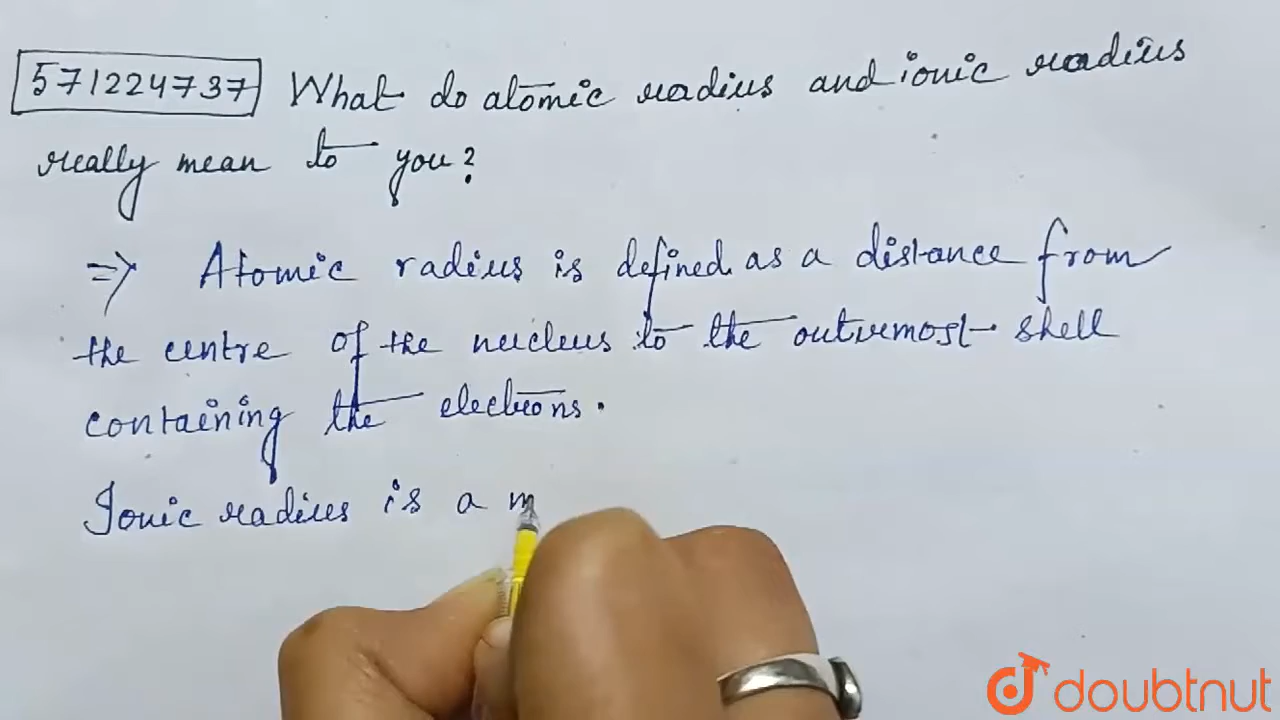 571224737 What do atomic radius and ionic radius
really mean to you?
=> Atomic radius is defined as a distance from
the centre of the nucleus to the outermost shell
containing the electrons.
Ionic radius is a m
doubtnut